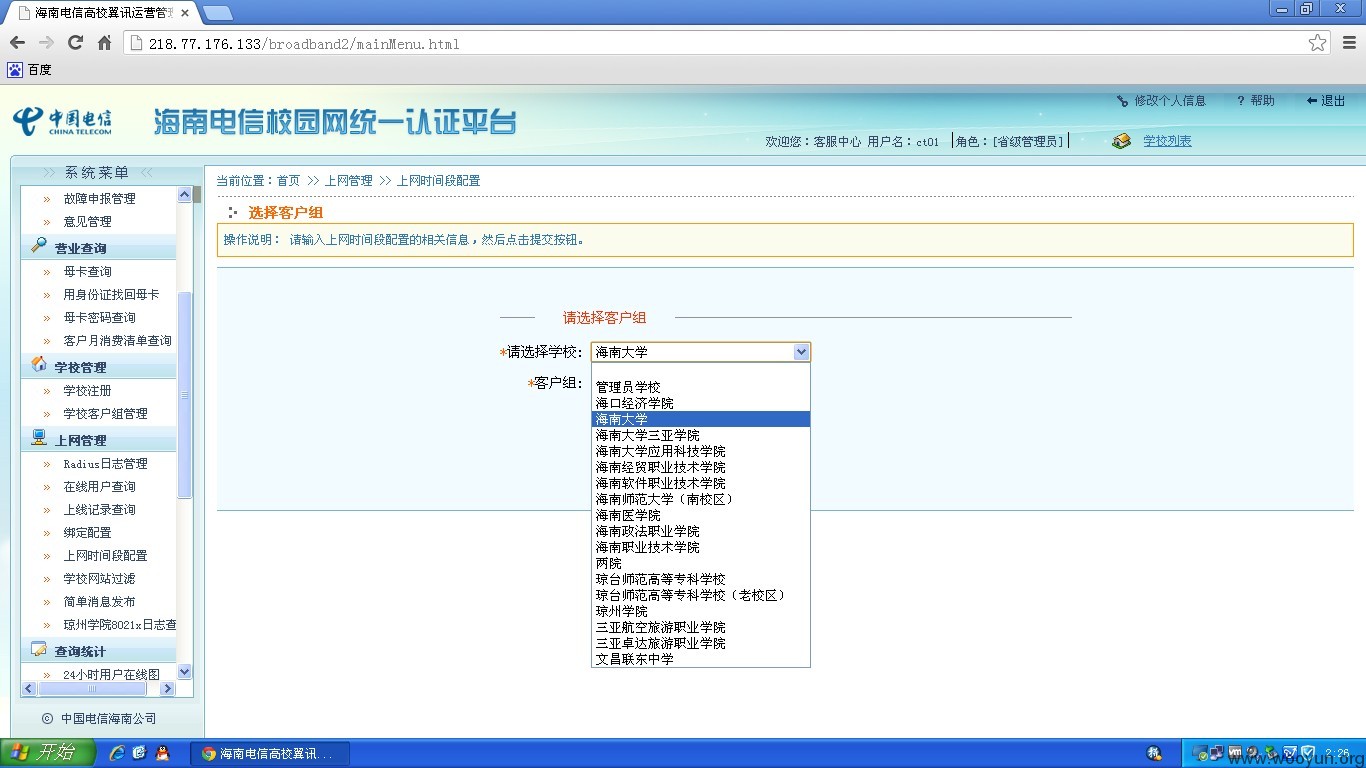 海南电信高校翼讯运营管理
218.77.176.133/broadband2/mainMenu.html
百度
中国电信
CHINA TELECOM
海南电信校园网统一认证平台
修改个人信息 ? 帮助 退出
欢迎您：客服中心 用户名：ct01 角色：[省级管理员] 学校列表
系统菜单
故障申报管理
意见管理
营业查询
母卡查询
用身份证找回母卡
母卡密码查询
客户月消费清单查询
学校管理
学校注册
学校客户组管理
上网管理
Radius日志管理
在线用户查询
上线记录查询
绑定配置
上网时间段配置
学校网站过滤
简单消息发布
琼州学院8021x日志查
查询统计
24小时用户在线图
© 中国电信海南公司
当前位置：首页 >> 上网管理 >> 上网时间段配置
选择客户组
操作说明： 请输入上网时间段配置的相关信息，然后点击提交按钮。
请选择客户组
*请选择学校： 海南大学
*客户组：
管理员学校
海口经济学院
海南大学
海南大学三亚学院
海南大学应用科技学院
海南经贸职业技术学院
海南软件职业技术学院
海南师范大学（南校区）
海南医学院
海南政法职业学院
海南职业技术学院
两院
琼台师范高等专科学校
琼台师范高等专科学校（老校区）
琼州学院
三亚航空旅游职业学院
三亚卓达旅游职业学院
文昌联东中学
开始
海南电信高校翼讯...
2:26
www.wooyun.org